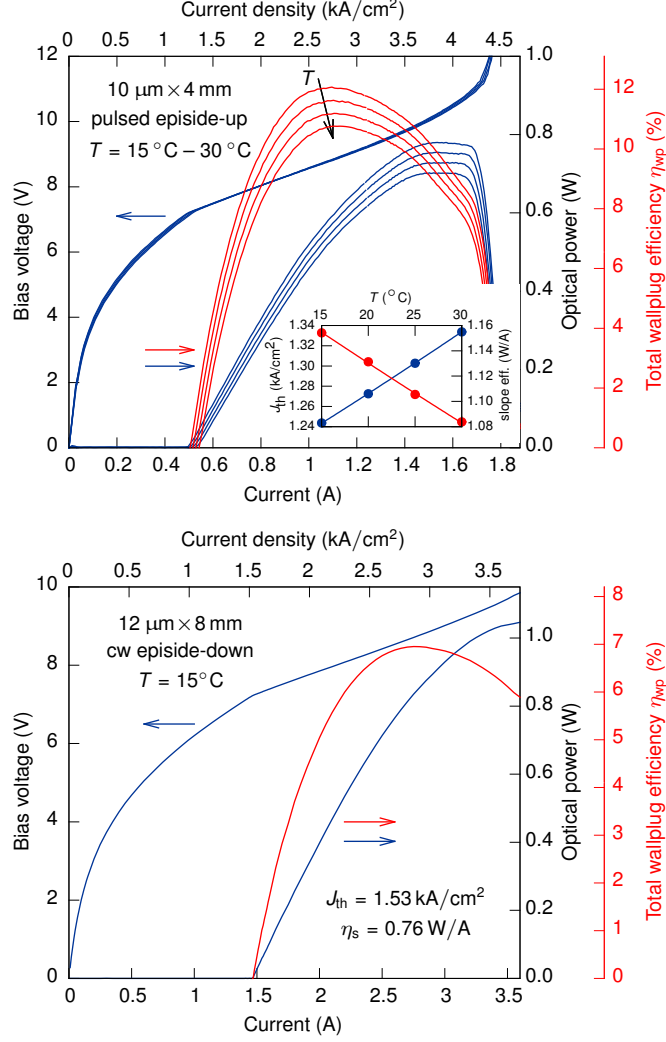 Current density (kA/cm²)
0 0.5 1 1.5 2 2.5 3 3.5 4 4.5
12 10 8 6 4 2 0
Bias voltage (V)
10 µm × 4 mm
pulsed episide-up
T = 15 °C – 30 °C
T
1.0 0.8 0.6 0.4 0.2 0.0
Optical power (W)
12 10 8 6 4 2 0
Total wallplug efficiency ηwp (%)
T (°C)
15 20 25 30
1.34 1.33 1.30 1.28 1.26 1.24
Jth (kA/cm²)
1.16 1.14 1.12 1.10 1.08
slope eff. (W/A)
0 0.2 0.4 0.6 0.8 1 1.2 1.4 1.6 1.8
Current (A)
Current density (kA/cm²)
0 0.5 1 1.5 2 2.5 3 3.5
10 8 6 4 2 0
Bias voltage (V)
12 µm × 8 mm
cw episide-down
T = 15°C
1.0 0.8 0.6 0.4 0.2 0.0
Optical power (W)
8 7 6 5 4 3 2 1 0
Total wallplug efficiency ηwp (%)
Jth = 1.53 kA/cm²
ηs = 0.76 W/A
0 0.5 1 1.5 2 2.5 3 3.5
Current (A)